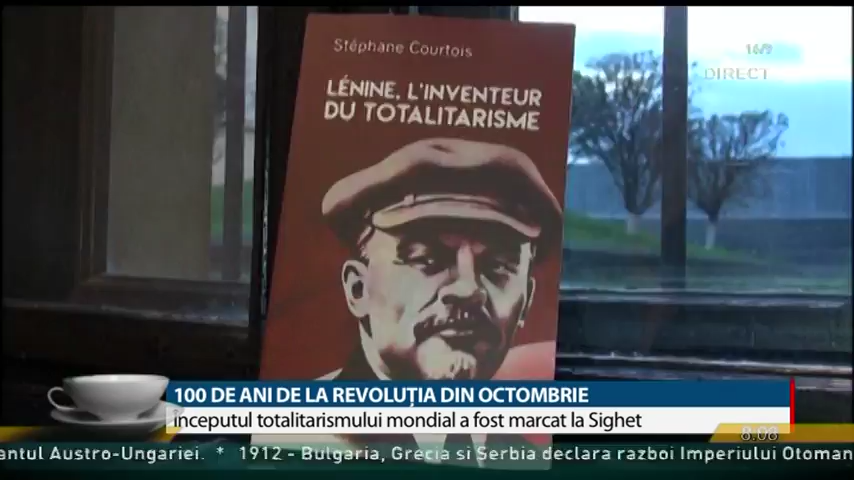 Stéphane Courtois
LÉNINE, L'INVENTEUR
DU TOTALITARISME
16/9
DIRECT
100 DE ANI DE LA REVOLUȚIA DIN OCTOMBRIE
începutul totalitarismului mondial a fost marcat la Sighet
8:08
antul Austro-Ungariei. * 1912 - Bulgaria, Grecia si Serbia declara razboi Imperiului Otoman